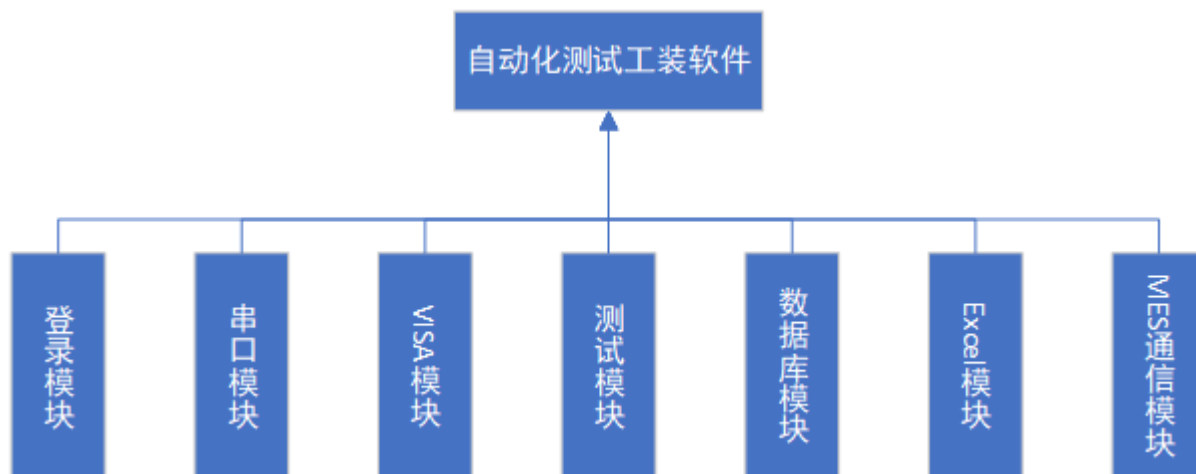 自动化测试工装软件
登录模块
串口模块
VISA模块
测试模块
数据库模块
Excel模块
MES通信模块